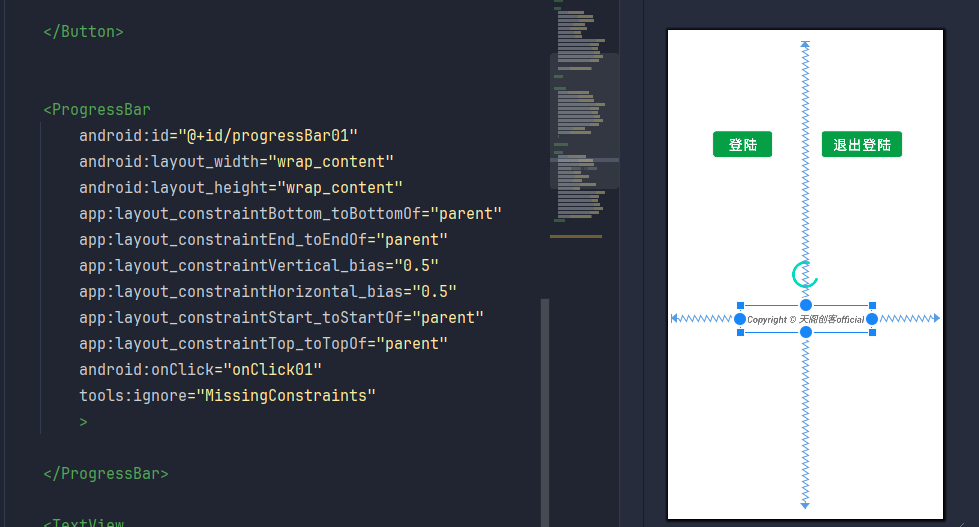 </Button>
<ProgressBar
android:id="@+id/progressBar01"
android:layout_width="wrap_content"
android:layout_height="wrap_content"
app:layout_constraintBottom_toBottomOf="parent"
app:layout_constraintEnd_toEndOf="parent"
app:layout_constraintVertical_bias="0.5"
app:layout_constraintHorizontal_bias="0.5"
app:layout_constraintStart_toStartOf="parent"
app:layout_constraintTop_toTopOf="parent"
android:onClick="onClick01"
tools:ignore="MissingConstraints"
>
</ProgressBar>
<TextView
登陆
退出登陆
Copyright © 天阁创客official